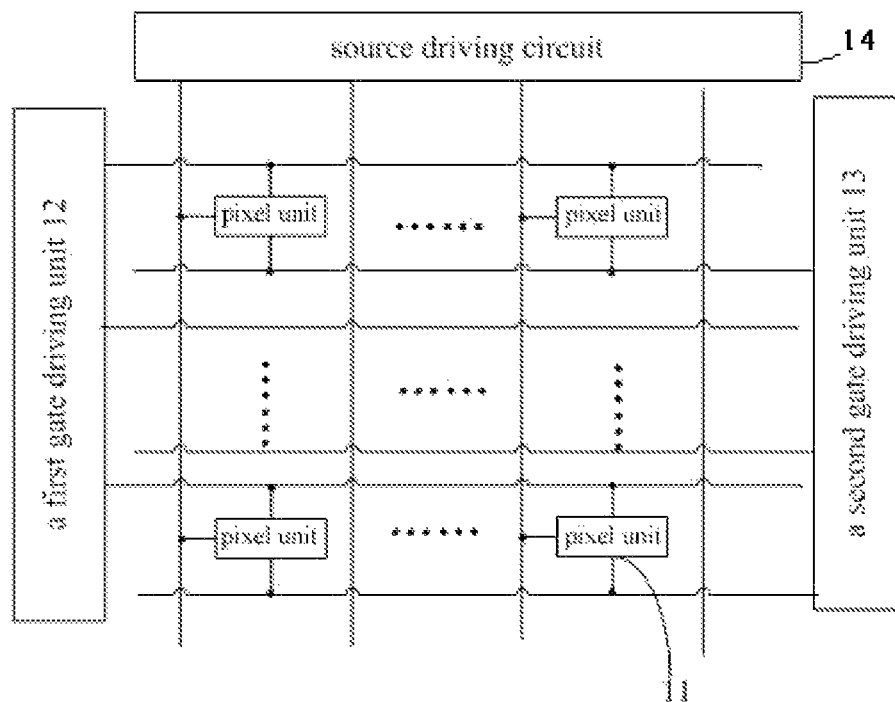 source driving circuit
14
a first gate driving unit 12
pixel unit
pixel unit
a second gate driving unit 13
pixel unit
pixel unit
11